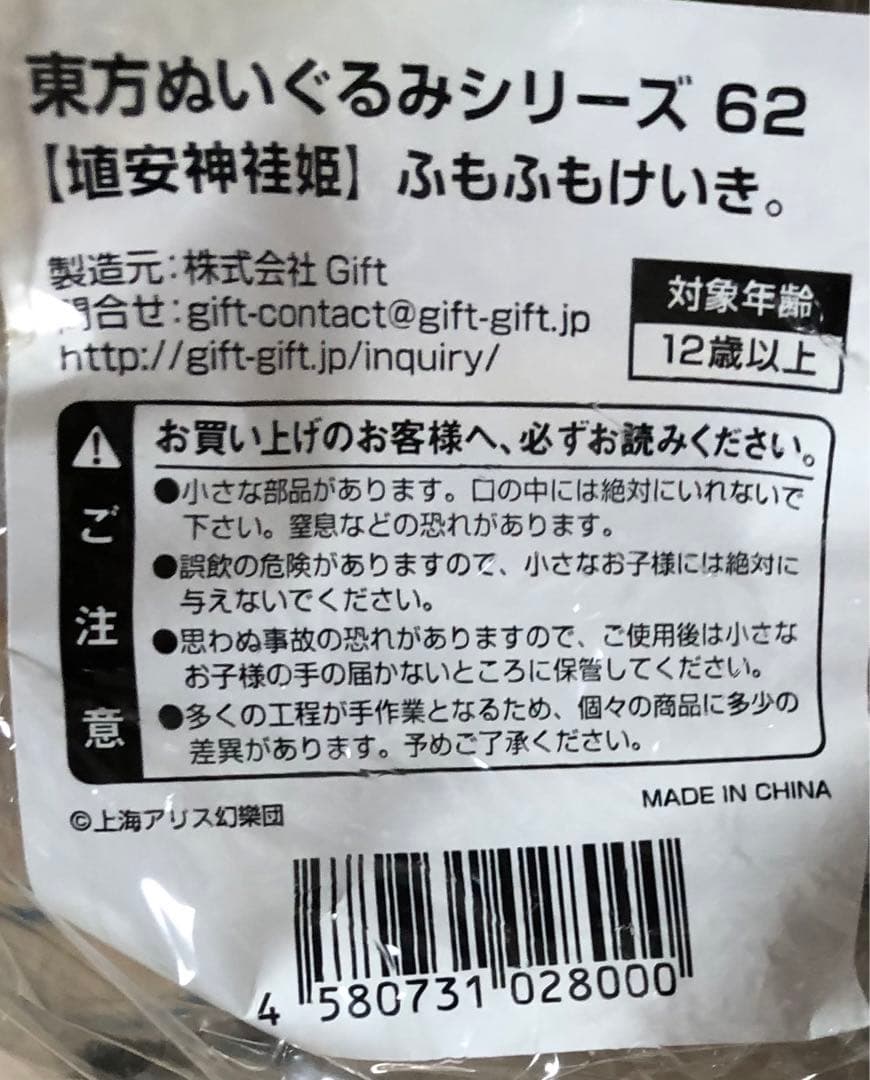 東方ぬいぐるみシリーズ 62
【埴安神袿姫】ふもふもけいき。
製造元：株式会社 Gift
問合せ：gift-contact@gift-gift.jp
http://gift-gift.jp/inquiry/
対象年齢
12歳以上
ご注意
お買い上げのお客様へ、必ずお読みください。
●小さな部品があります。口の中には絶対にいれないで
下さい。窒息などの恐れがあります。
●誤飲の危険がありますので、小さなお子様には絶対に
与えないでください。
●思わぬ事故の恐れがありますので、ご使用後は小さな
お子様の手の届かないところに保管してください。
●多くの工程が手作業となるため、個々の商品に多少の
差異があります。予めご了承ください。
©上海アリス幻樂団
MADE IN CHINA
4 580731 028000